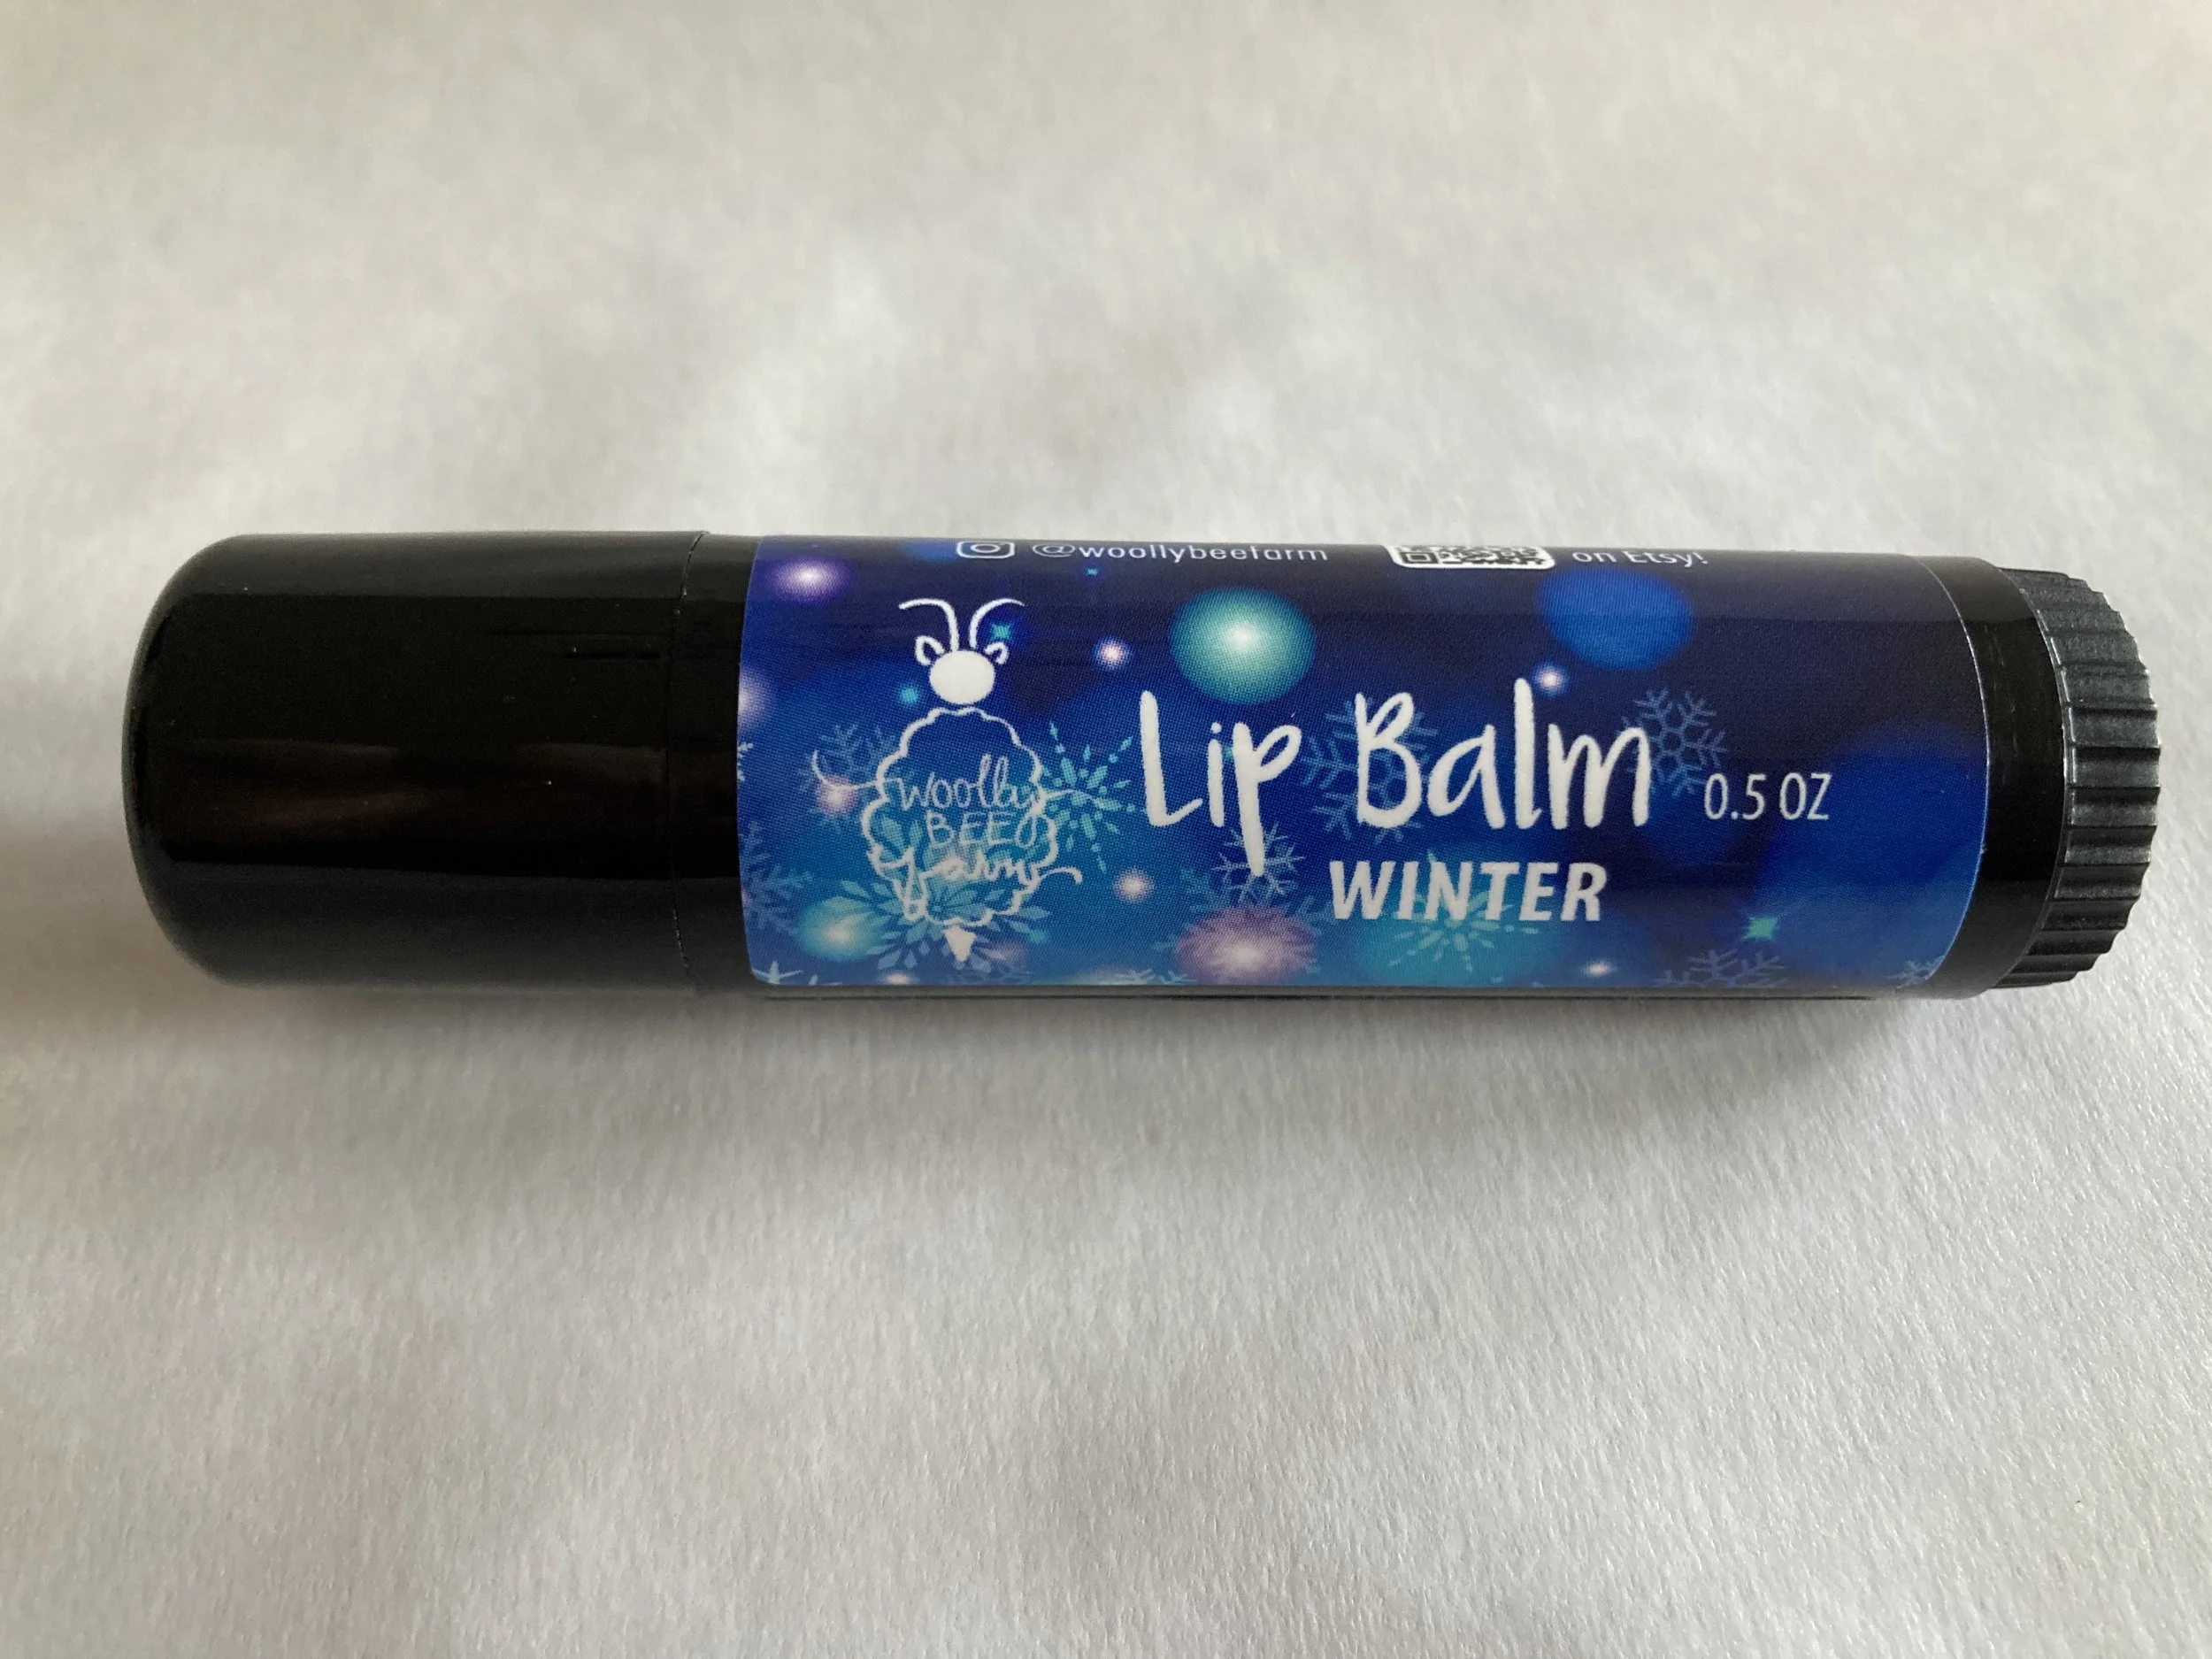 @woollybeefarm
on Etsy!
woolly
BEE
farm
Lip Balm 0.5 OZ
WINTER